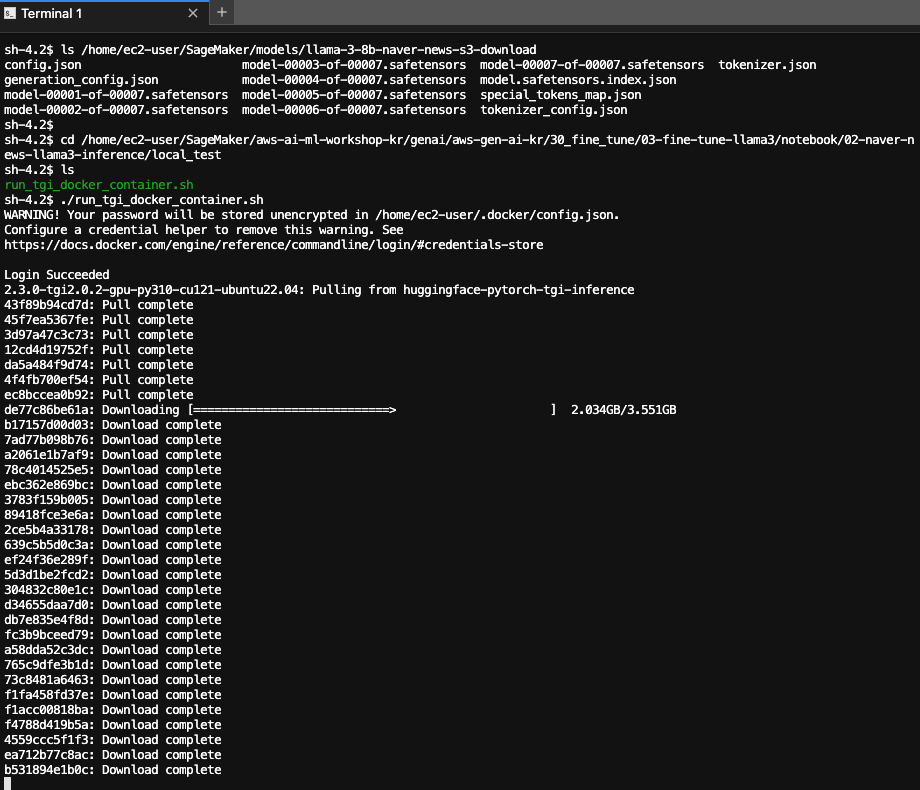 Terminal 1
sh-4.2$ ls /home/ec2-user/SageMaker/models/llama-3-8b-naver-news-s3-download
config.json model-00003-of-00007.safetensors model-00007-of-00007.safetensors tokenizer.json
generation_config.json model-00004-of-00007.safetensors model.safetensors.index.json
model-00001-of-00007.safetensors model-00005-of-00007.safetensors special_tokens_map.json
model-00002-of-00007.safetensors model-00006-of-00007.safetensors tokenizer_config.json
sh-4.2$
sh-4.2$ cd /home/ec2-user/SageMaker/aws-ai-ml-workshop-kr/genai/aws-gen-ai-kr/30_fine_tune/03-fine-tune-llama3/notebook/02-naver-n
ews-llama3-inference/local_test
sh-4.2$ ls
run_tgi_docker_container.sh
sh-4.2$ ./run_tgi_docker_container.sh
WARNING! Your password will be stored unencrypted in /home/ec2-user/.docker/config.json.
Configure a credential helper to remove this warning. See
https://docs.docker.com/engine/reference/commandline/login/#credentials-store
Login Succeeded
2.3.0-tgi2.0.2-gpu-py310-cu121-ubuntu22.04: Pulling from huggingface-pytorch-tgi-inference
43f89b94cd7d: Pull complete
45f7ea5367fe: Pull complete
3d97a47c3c73: Pull complete
12cd4d19752f: Pull complete
da5a484f9d74: Pull complete
4f4fb700ef54: Pull complete
ec8bccea0b92: Pull complete
de77c86be61a: Downloading [============================>                      ]  2.034GB/3.551GB
b17157d00d03: Download complete
7ad77b098b76: Download complete
a2061e1b7af9: Download complete
78c4014525e5: Download complete
ebc362e869bc: Download complete
3783f159b005: Download complete
89418fce3e6a: Download complete
2ce5b4a33178: Download complete
639c5b5d0c3a: Download complete
ef24f36e289f: Download complete
5d3d1be2fcd2: Download complete
304832c80e1c: Download complete
d34655daa7d0: Download complete
db7e835e4f8d: Download complete
fc3b9bceed79: Download complete
a58dda52c3dc: Download complete
765c9dfe3b1d: Download complete
73c8481a6463: Download complete
f1fa458fd37e: Download complete
f1acc00818ba: Download complete
f4788d419b5a: Download complete
4559ccc5f1f3: Download complete
ea712b77c8ac: Download complete
b531894e1b0c: Download complete